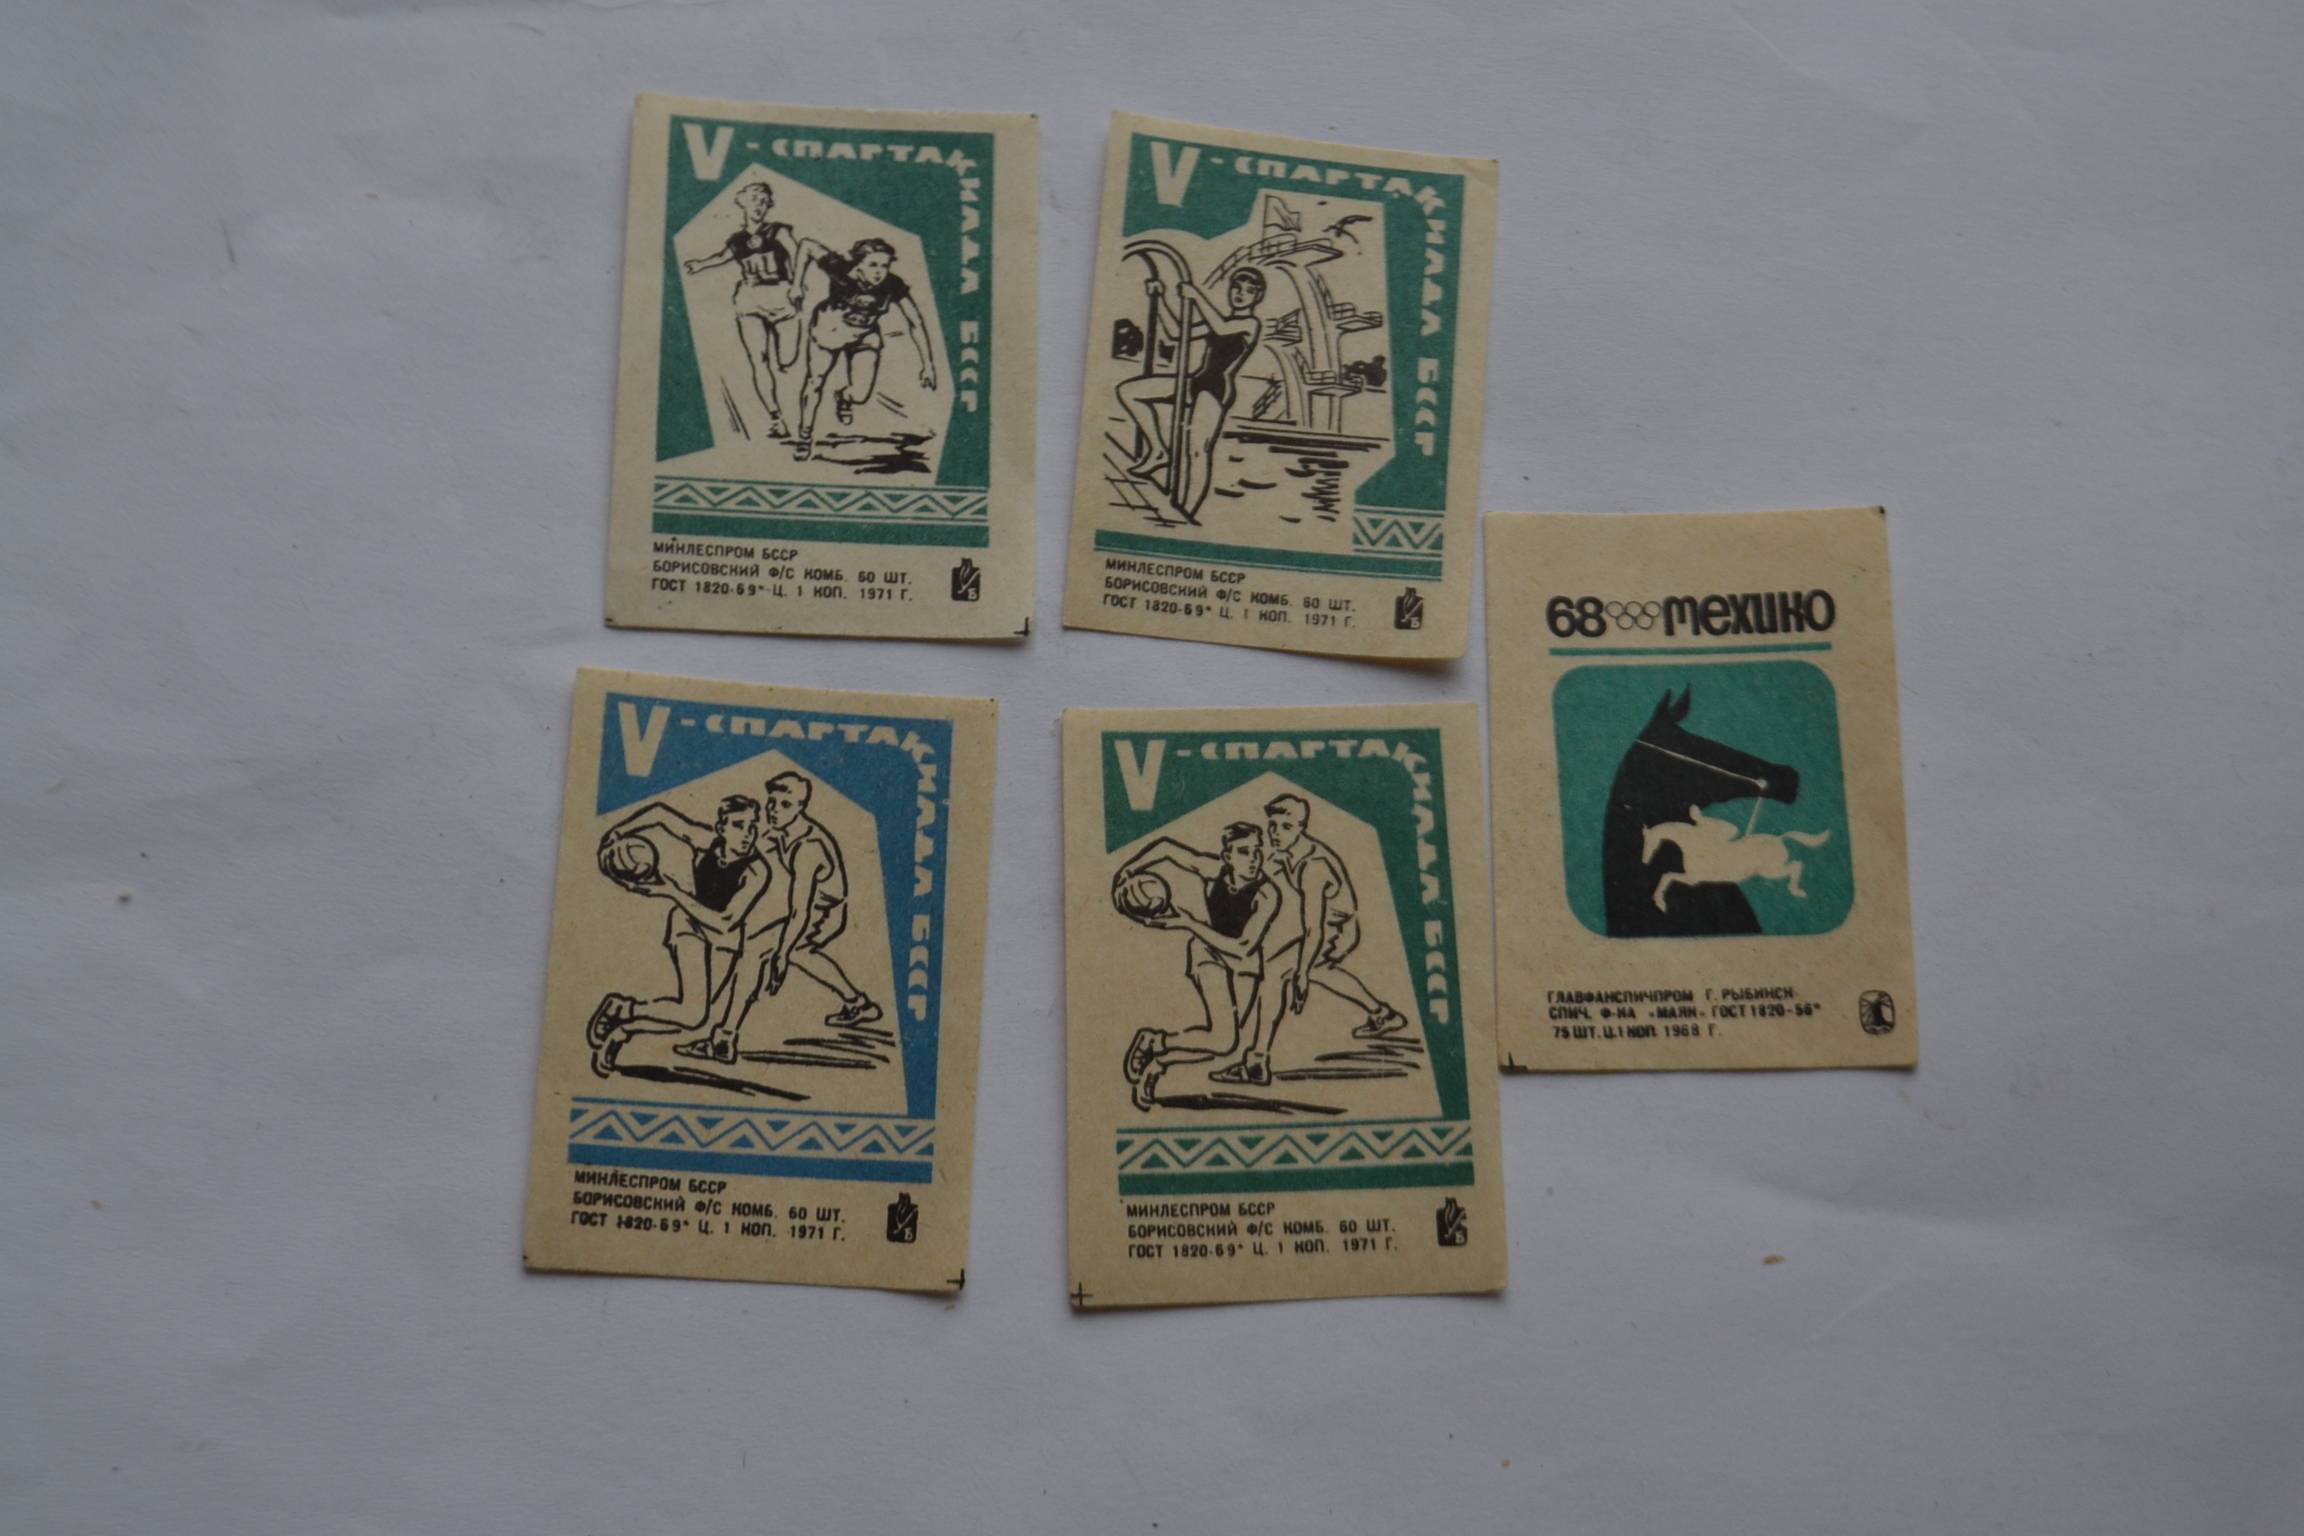 V - СПАРТАКИАДА БССР
МИНЛЕСПРОМ БССР
БОРИСОВСКИЙ Ф/С КОМБ. 60 ШТ.
ГОСТ 1820-69* Ц. 1 КОП. 1971 Г.
Б
V - СПАРТАКИАДА БССР
МИНЛЕСПРОМ БССР
БОРИСОВСКИЙ Ф/С КОМБ. 60 ШТ.
ГОСТ 1820-69* Ц. 1 КОП. 1971 Г.
Б
68 МЕХИКО
ГЛАВФАНСПИЧПРОМ Г. РЫБИНСК
СПИЧ. Ф-КА «МАЯК» ГОСТ 1820-56*
75 ШТ. Ц. 1 КОП. 1968 Г.
V - СПАРТАКИАДА БССР
МИНЛЕСПРОМ БССР
БОРИСОВСКИЙ Ф/С КОМБ. 60 ШТ.
ГОСТ 1820-69* Ц. 1 КОП. 1971 Г.
Б
V - СПАРТАКИАДА БССР
МИНЛЕСПРОМ БССР
БОРИСОВСКИЙ Ф/С КОМБ. 60 ШТ.
ГОСТ 1820-69* Ц. 1 КОП. 1971 Г.
Б